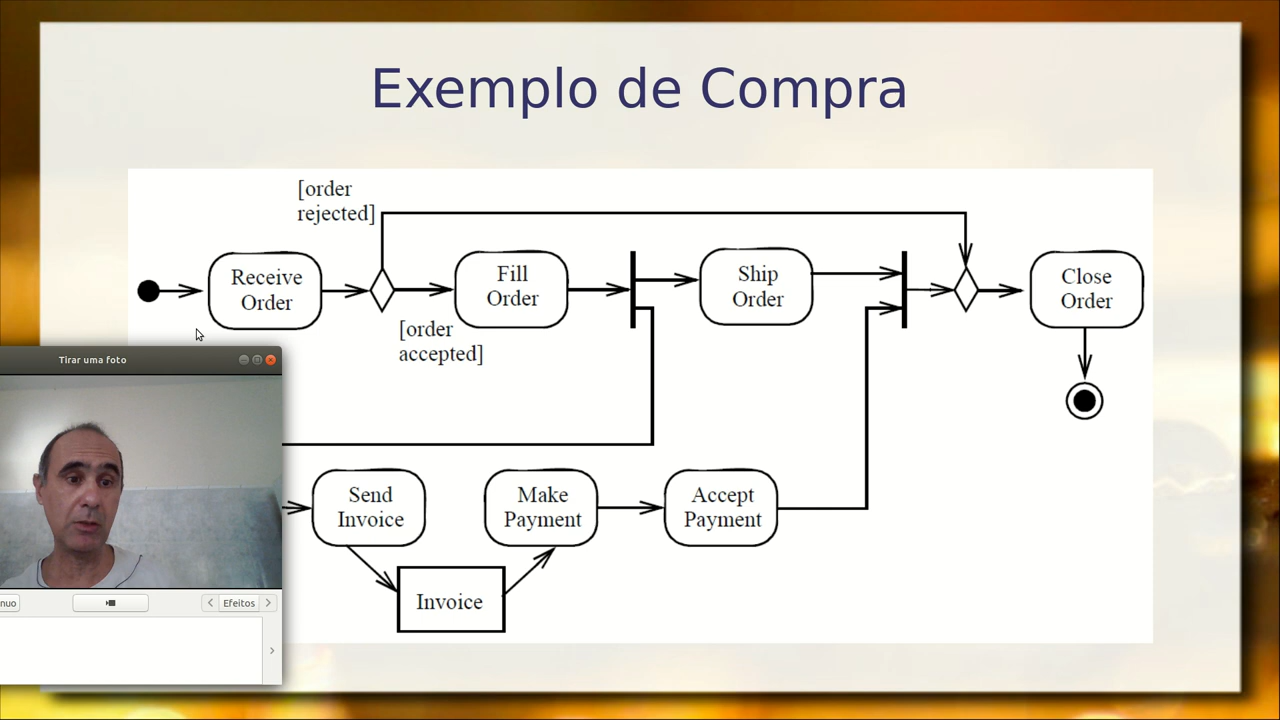 Exemplo de Compra
[order
rejected]
Receive
Order
Fill
Order
Ship
Order
Close
Order
[order
accepted]
Tirar uma foto
Send
Invoice
Make
Payment
Accept
Payment
Invoice
nuo
Efeitos